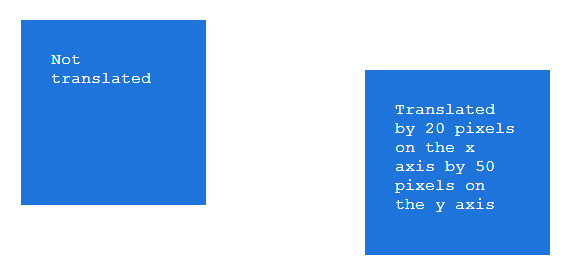 Not
translated
Translated
by 20 pixels
on the x
axis by 50
pixels on
the y axis